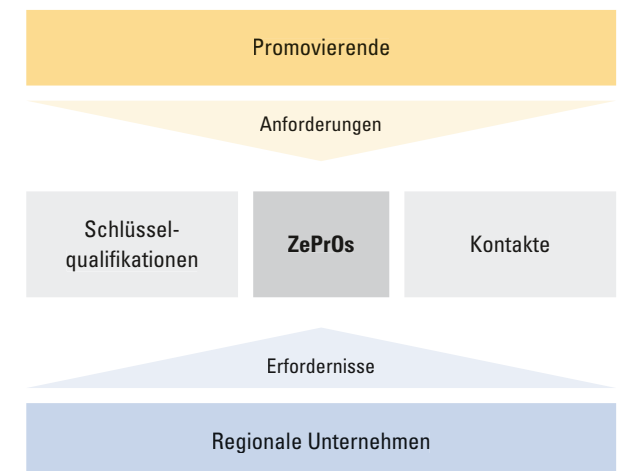 Promovierende
Anforderungen
Schlüssel-
qualifikationen
ZePrOs
Kontakte
Erfordernisse
Regionale Unternehmen